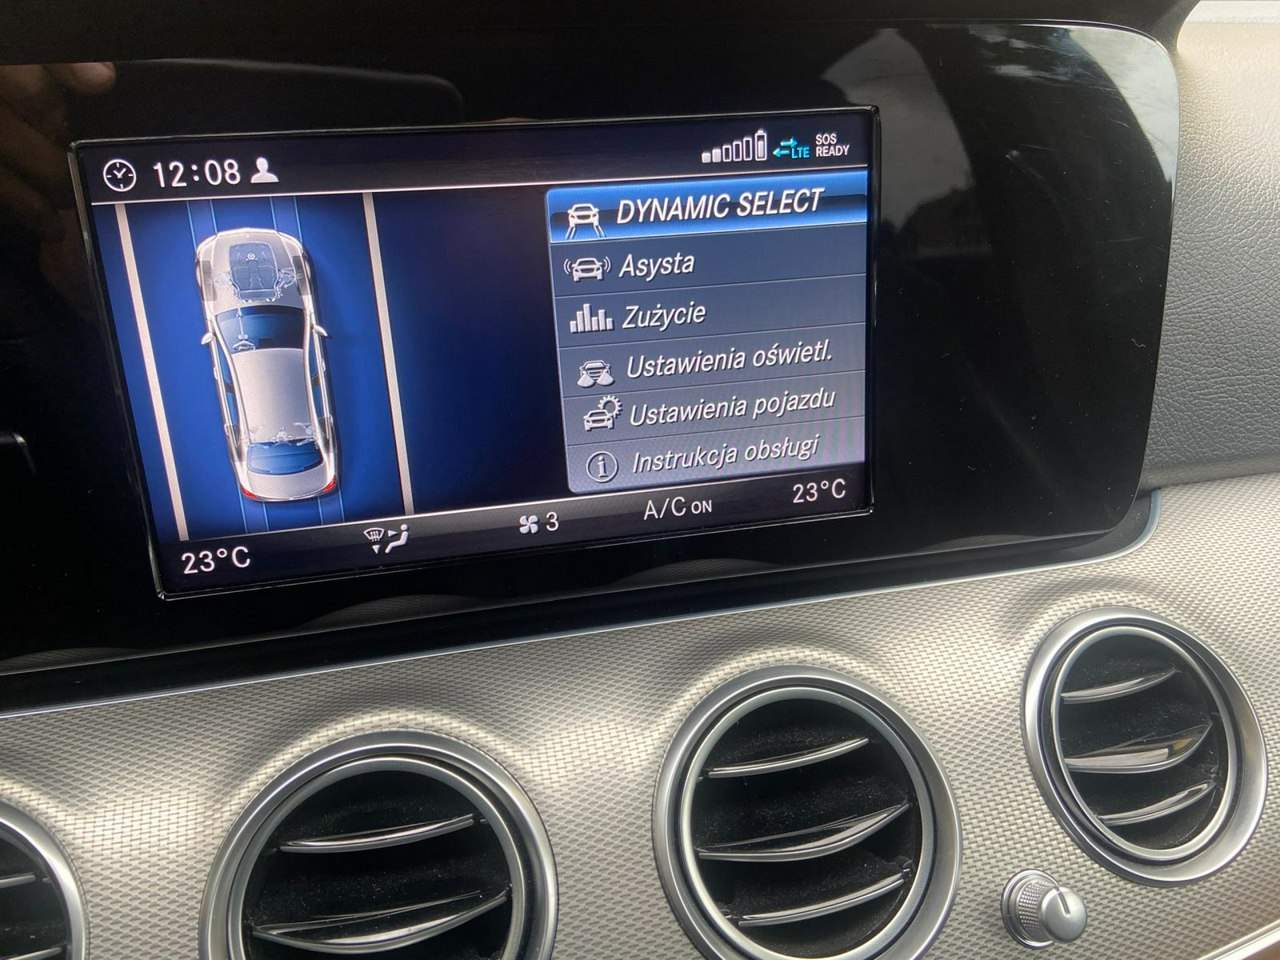 12:08
LTE
SOS
READY
DYNAMIC SELECT
Asysta
Zużycie
Ustawienia oświetl.
Ustawienia pojazdu
Instrukcja obsługi
23°C
3
A/C ON
23°C